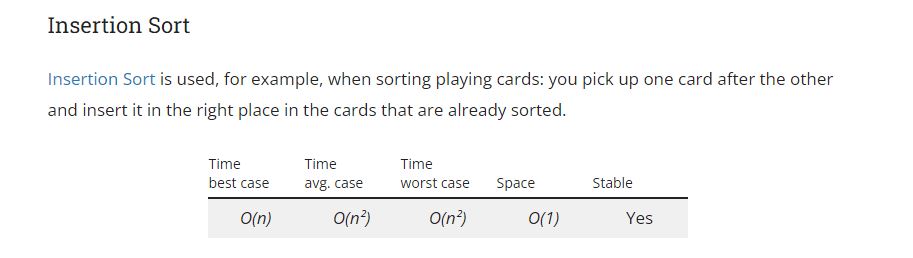 Insertion Sort
Insertion Sort is used, for example, when sorting playing cards: you pick up one card after the other
and insert it in the right place in the cards that are already sorted.
Time Time Time
best case avg. case worst case Space Stable
O(n) O(n²) O(n²) O(1) Yes